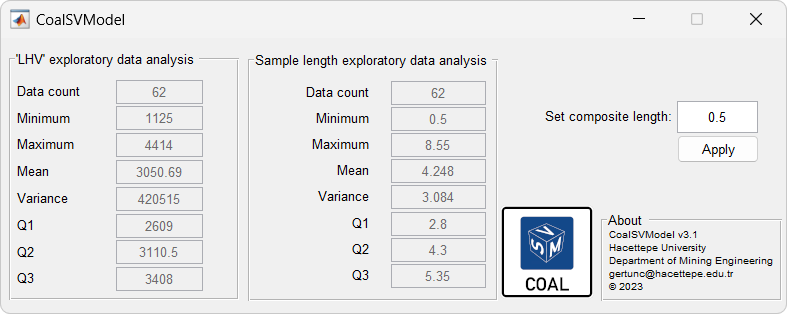 CoalSVModel
'LHV' exploratory data analysis
Data count 62
Minimum 1125
Maximum 4414
Mean 3050.69
Variance 420515
Q1 2609
Q2 3110.5
Q3 3408
Sample length exploratory data analysis
Data count 62
Minimum 0.5
Maximum 8.55
Mean 4.248
Variance 3.084
Q1 2.8
Q2 4.3
Q3 5.35
Set composite length: 0.5
Apply
SVM
COAL
About
CoalSVModel v3.1
Hacettepe University
Department of Mining Engineering
gertunc@hacettepe.edu.tr
© 2023